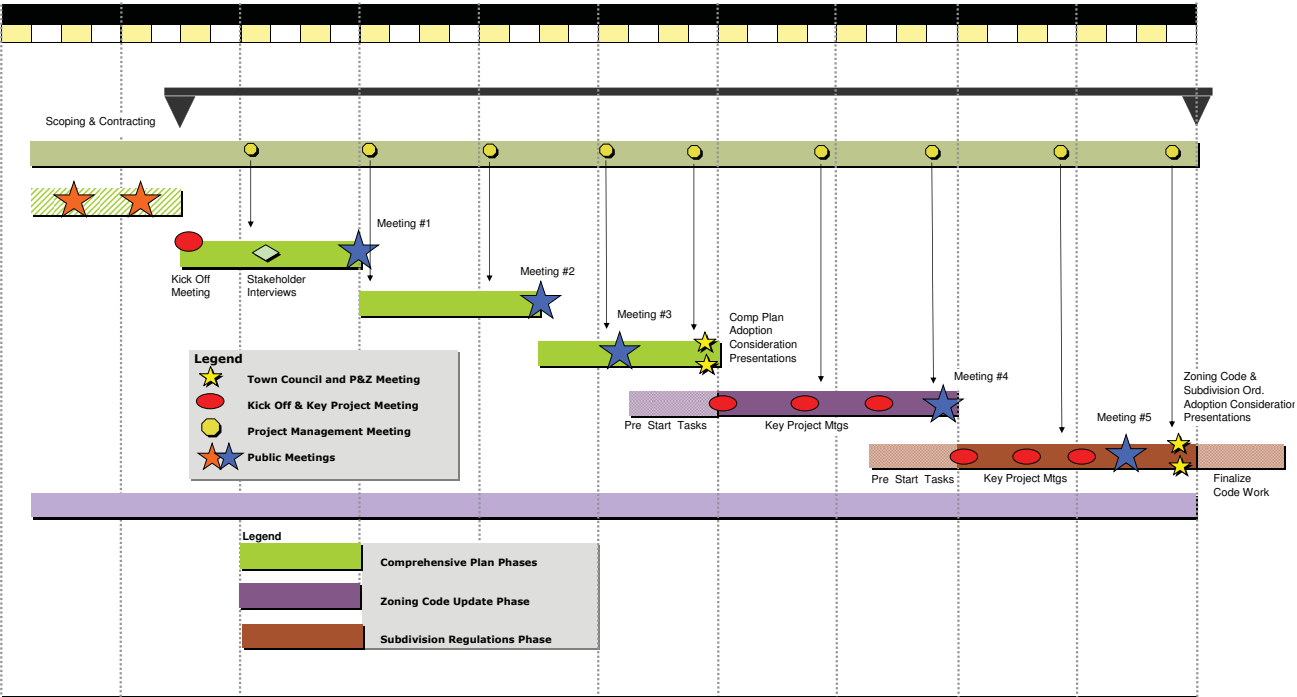 Scoping & Contracting
Meeting #1
Kick Off
Meeting
Stakeholder
Interviews
Meeting #2
Meeting #3
Comp Plan
Adoption
Consideration
Presentations
Legend
Town Council and P&Z Meeting
Kick Off & Key Project Meeting
Project Management Meeting
Public Meetings
Meeting #4
Pre Start Tasks
Key Project Mtgs
Zoning Code &
Subdivision Ord.
Adoption Consideration
Presentations
Meeting #5
Pre Start Tasks
Key Project Mtgs
Finalize
Code Work
Legend
Comprehensive Plan Phases
Zoning Code Update Phase
Subdivision Regulations Phase